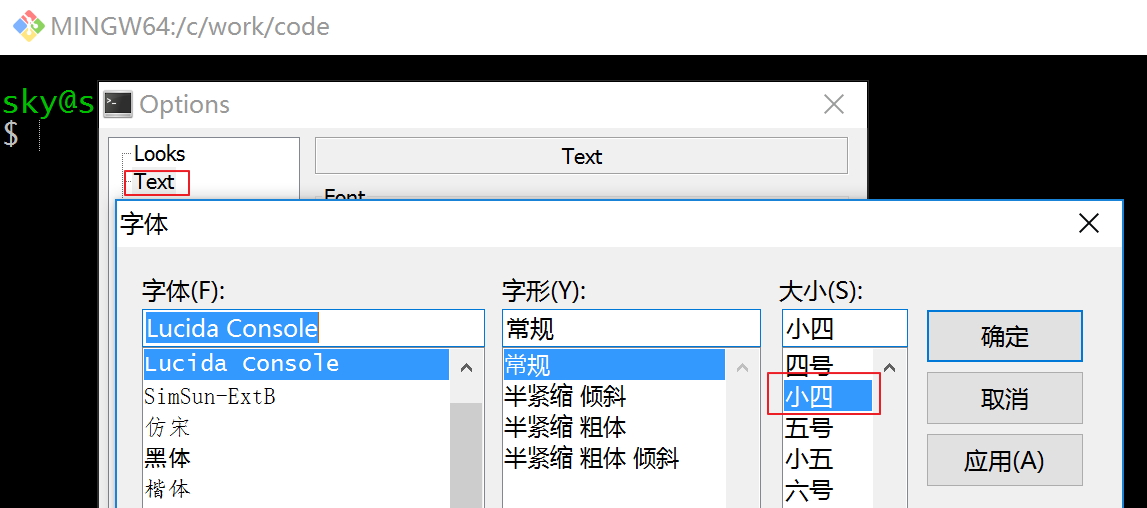 MINGW64:/c/work/code
sky@s
$
Options
Looks
Text
Text
Font
字体
字体(F):
字形(Y):
大小(S):
Lucida Console
常规
小四
确定
Lucida Console
SimSun-ExtB
仿宋
黑体
楷体
常规
半紧缩 倾斜
半紧缩 粗体
半紧缩 粗体 倾斜
四号
小四
五号
小五
六号
取消
应用(A)